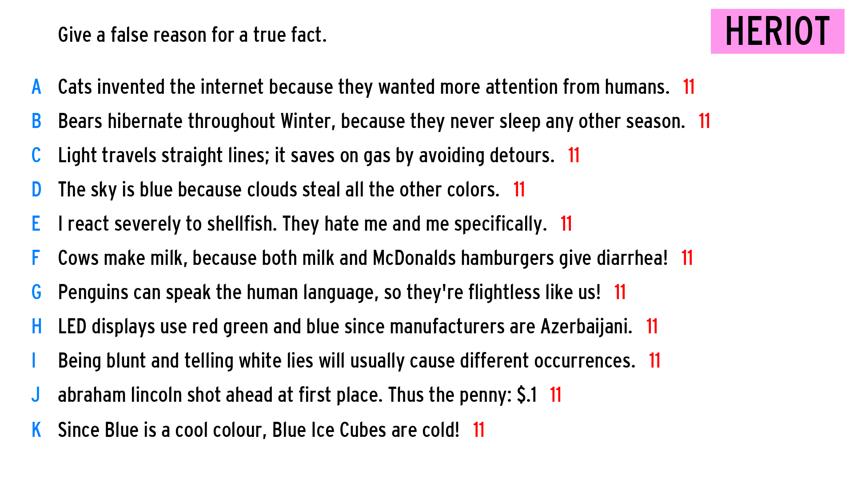 Give a false reason for a true fact.
HERIOT
A Cats invented the internet because they wanted more attention from humans. 11
B Bears hibernate throughout Winter, because they never sleep any other season. 11
C Light travels straight lines; it saves on gas by avoiding detours. 11
D The sky is blue because clouds steal all the other colors. 11
E I react severely to shellfish. They hate me and me specifically. 11
F Cows make milk, because both milk and McDonalds hamburgers give diarrhea! 11
G Penguins can speak the human language, so they're flightless like us! 11
H LED displays use red green and blue since manufacturers are Azerbaijani. 11
I Being blunt and telling white lies will usually cause different occurrences. 11
J abraham lincoln shot ahead at first place. Thus the penny: $.1 11
K Since Blue is a cool colour, Blue Ice Cubes are cold! 11